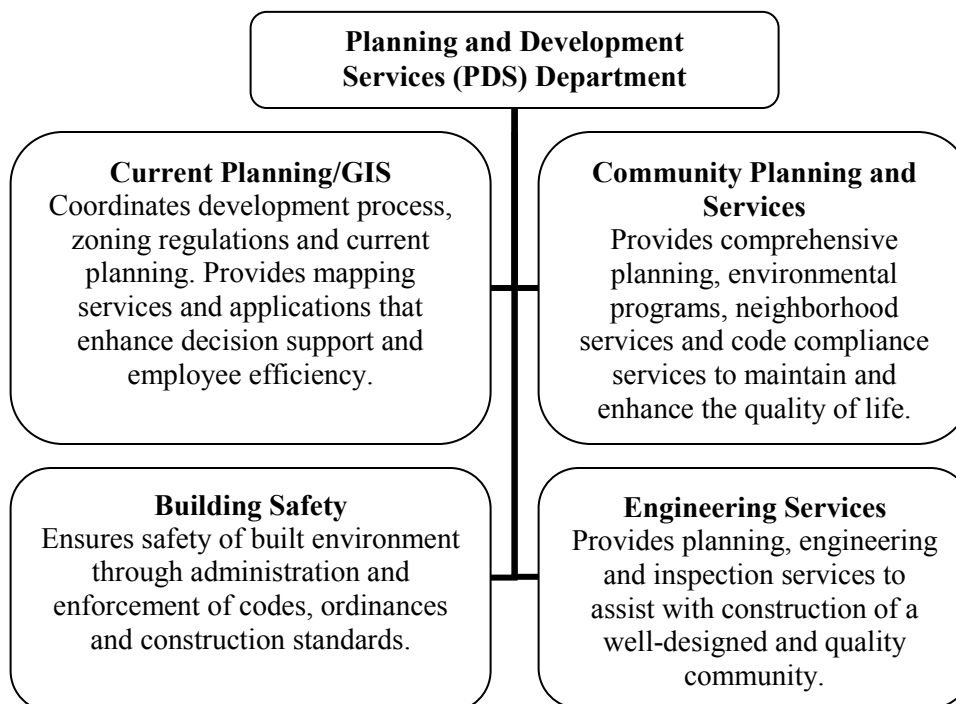 Planning and Development
Services (PDS) Department
Current Planning/GIS
Coordinates development process,
zoning regulations and current
planning. Provides mapping
services and applications that
enhance decision support and
employee efficiency.
Community Planning and
Services
Provides comprehensive
planning, environmental
programs, neighborhood
services and code compliance
services to maintain and
enhance the quality of life.
Building Safety
Ensures safety of built environment
through administration and
enforcement of codes, ordinances
and construction standards.
Engineering Services
Provides planning, engineering
and inspection services to
assist with construction of a
well-designed and quality
community.